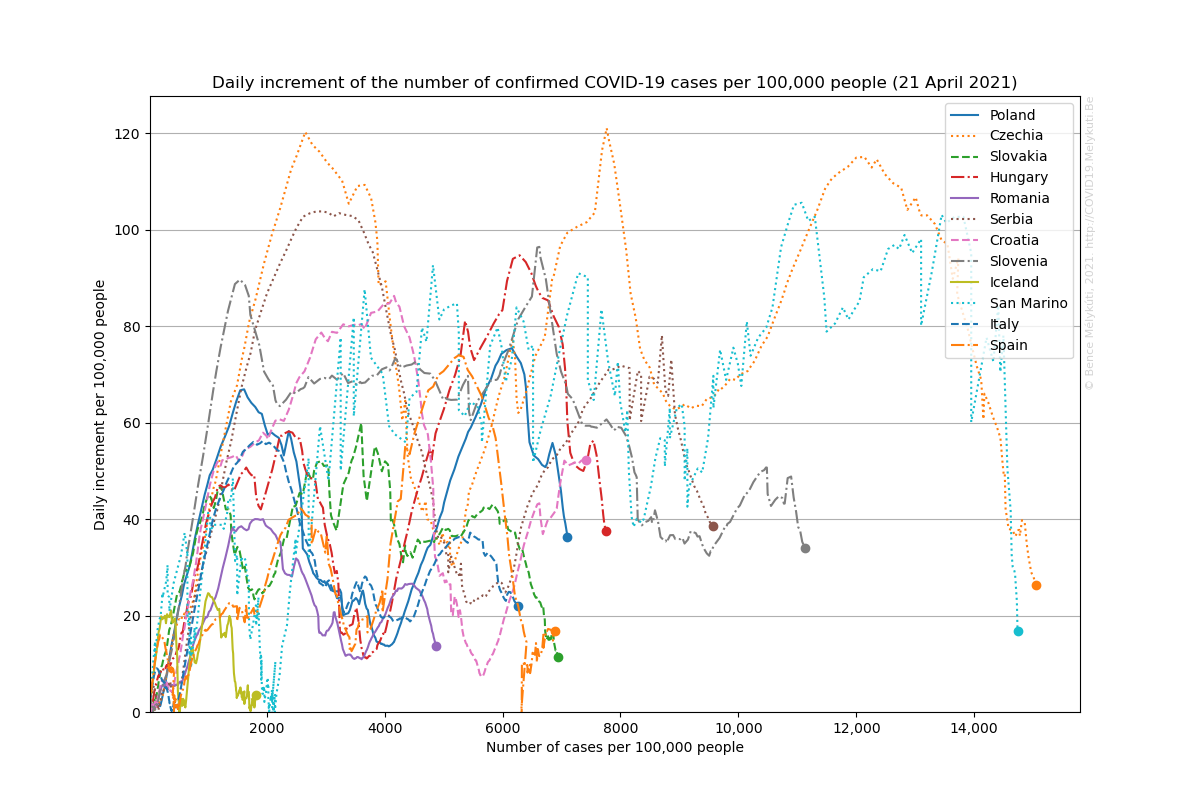 Daily increment of the number of confirmed COVID-19 cases per 100,000 people (21 April 2021)
Daily increment per 100,000 people
120
100
80
60
40
20
0
2000
4000
6000
8000
10,000
12,000
14,000
Number of cases per 100,000 people
Poland
Czechia
Slovakia
Hungary
Romania
Serbia
Croatia
Slovenia
Iceland
San Marino
Italy
Spain
© Bence Mélykúti, 2021 http://COVID19.Melykuti.Be